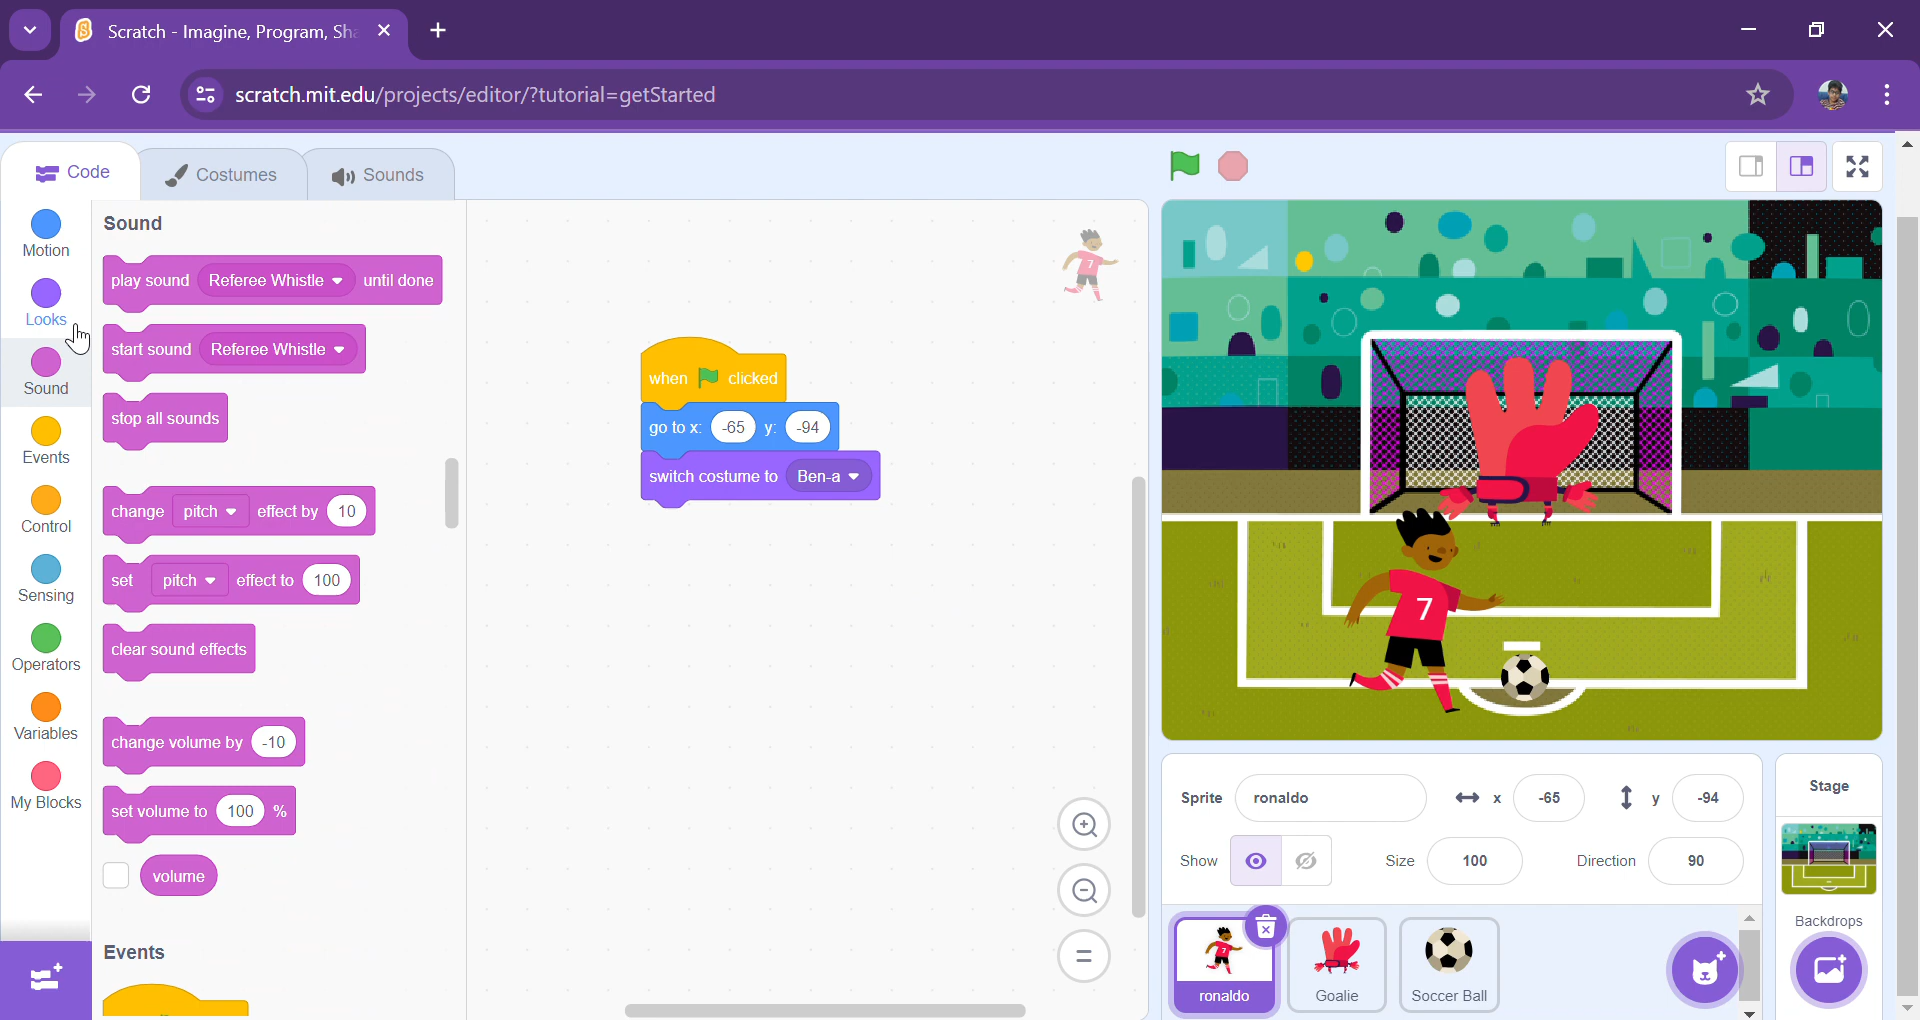 Scratch - Imagine, Program, Sha
scratch.mit.edu/projects/editor/?tutorial=getStarted
Code
Costumes
Sounds
Motion
Looks
Sound
Events
Control
Sensing
Operators
Variables
My Blocks
Sound
play sound Referee Whistle until done
start sound Referee Whistle
stop all sounds
change pitch effect by 10
set pitch effect to 100
clear sound effects
change volume by -10
set volume to 100 %
volume
Events
when clicked
go to x: -65 y: -94
switch costume to Ben-a
7
7
Sprite ronaldo x -65 y -94
Show Size 100 Direction 90
ronaldo
Goalie
Soccer Ball
Stage
Backdrops